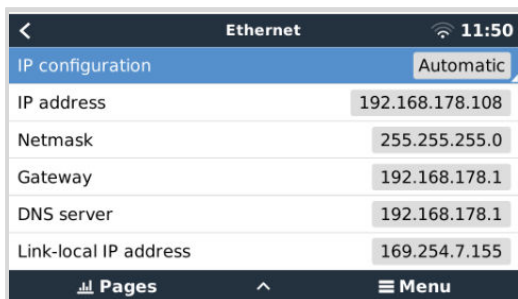 Ethernet 11:50
IP configuration Automatic
IP address 192.168.178.108
Netmask 255.255.255.0
Gateway 192.168.178.1
DNS server 192.168.178.1
Link-local IP address 169.254.7.155
Pages Menu